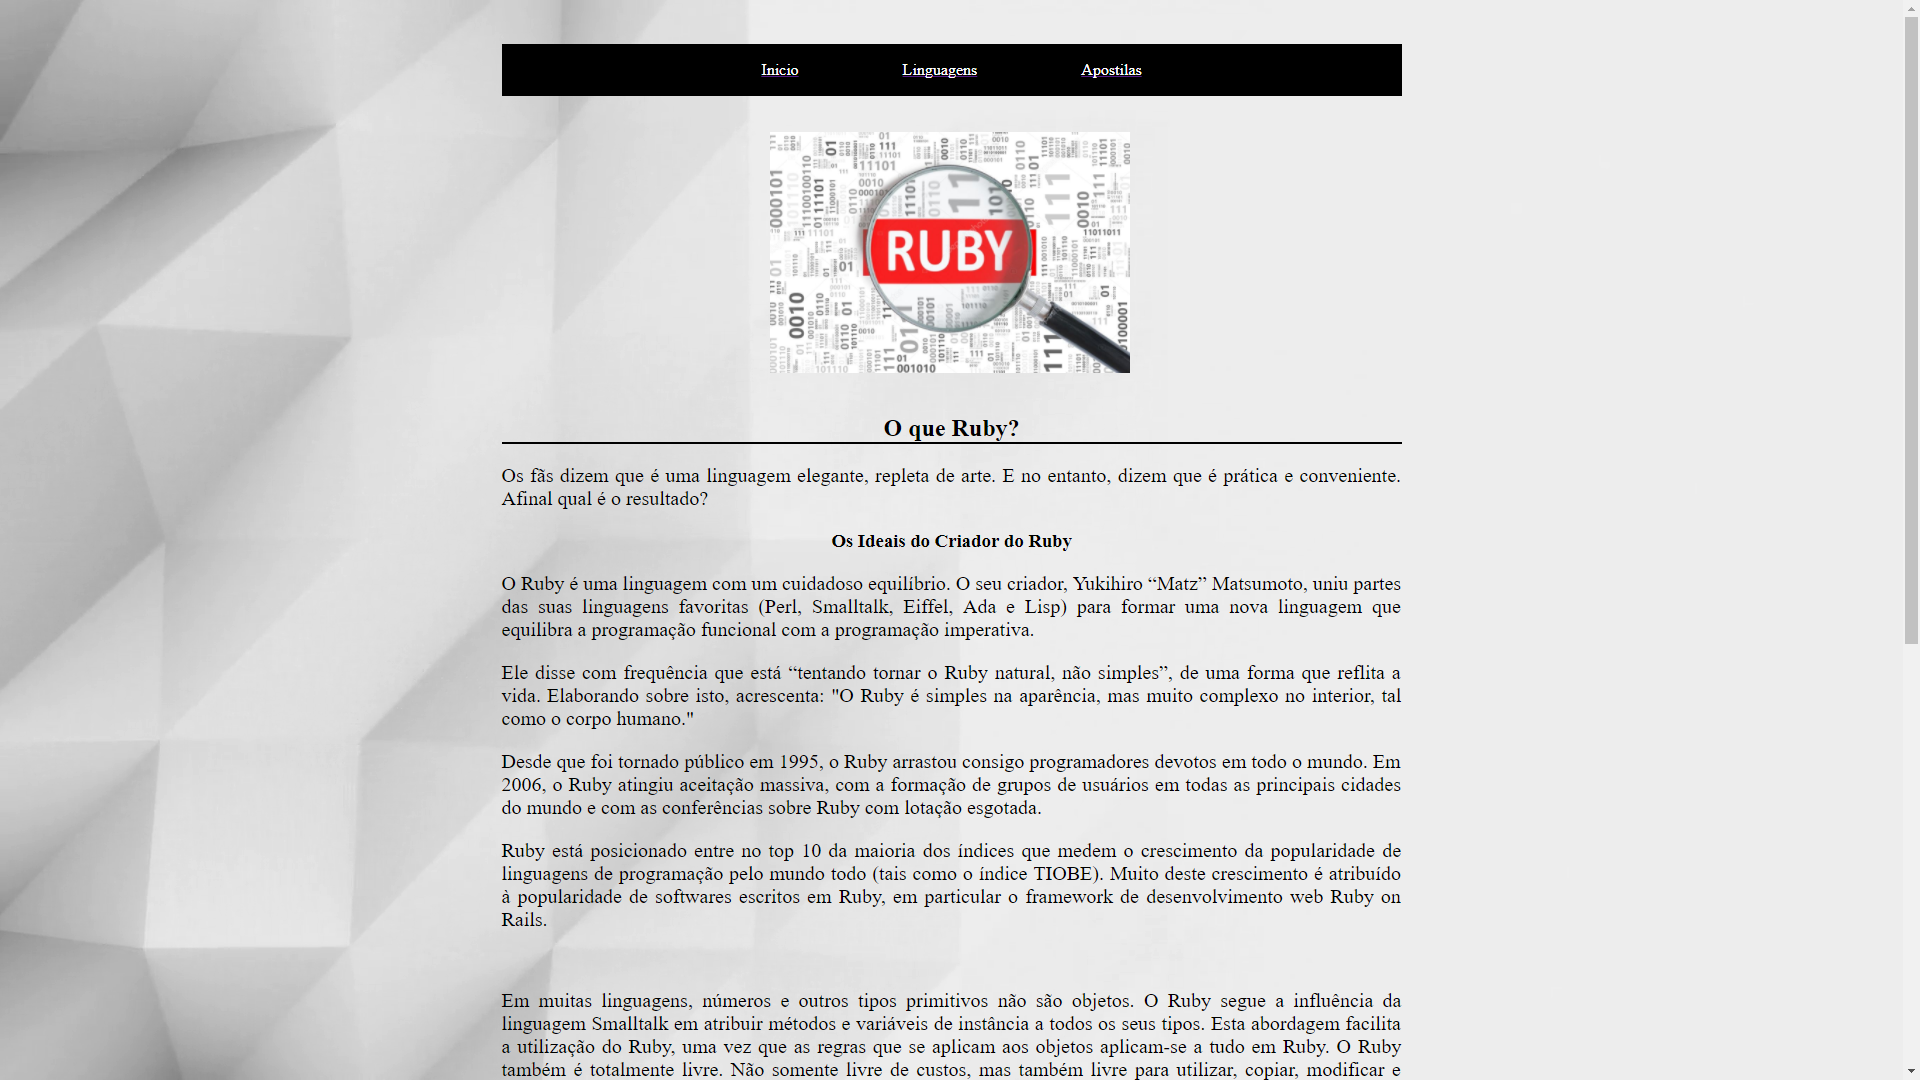 Inicio Linguagens Apostilas
RUBY
O que Ruby?
Os fãs dizem que é uma linguagem elegante, repleta de arte. E no entanto, dizem que é prática e conveniente.
Afinal qual é o resultado?
Os Ideais do Criador do Ruby
O Ruby é uma linguagem com um cuidadoso equilíbrio. O seu criador, Yukihiro “Matz” Matsumoto, uniu partes
das suas linguagens favoritas (Perl, Smalltalk, Eiffel, Ada e Lisp) para formar uma nova linguagem que
equilibra a programação funcional com a programação imperativa.
Ele disse com frequência que está “tentando tornar o Ruby natural, não simples”, de uma forma que reflita a
vida. Elaborando sobre isto, acrescenta: "O Ruby é simples na aparência, mas muito complexo no interior, tal
como o corpo humano."
Desde que foi tornado público em 1995, o Ruby arrastou consigo programadores devotos em todo o mundo. Em
2006, o Ruby atingiu aceitação massiva, com a formação de grupos de usuários em todas as principais cidades
do mundo e com as conferências sobre Ruby com lotação esgotada.
Ruby está posicionado entre no top 10 da maioria dos índices que medem o crescimento da popularidade de
linguagens de programação pelo mundo todo (tais como o índice TIOBE). Muito deste crescimento é atribuído
à popularidade de softwares escritos em Ruby, em particular o framework de desenvolvimento web Ruby on
Rails.
Em muitas linguagens, números e outros tipos primitivos não são objetos. O Ruby segue a influência da
linguagem Smalltalk em atribuir métodos e variáveis de instância a todos os seus tipos. Esta abordagem facilita
a utilização do Ruby, uma vez que as regras que se aplicam aos objetos aplicam-se a tudo em Ruby. O Ruby
também é totalmente livre. Não somente livre de custos, mas também livre para utilizar, copiar, modificar e